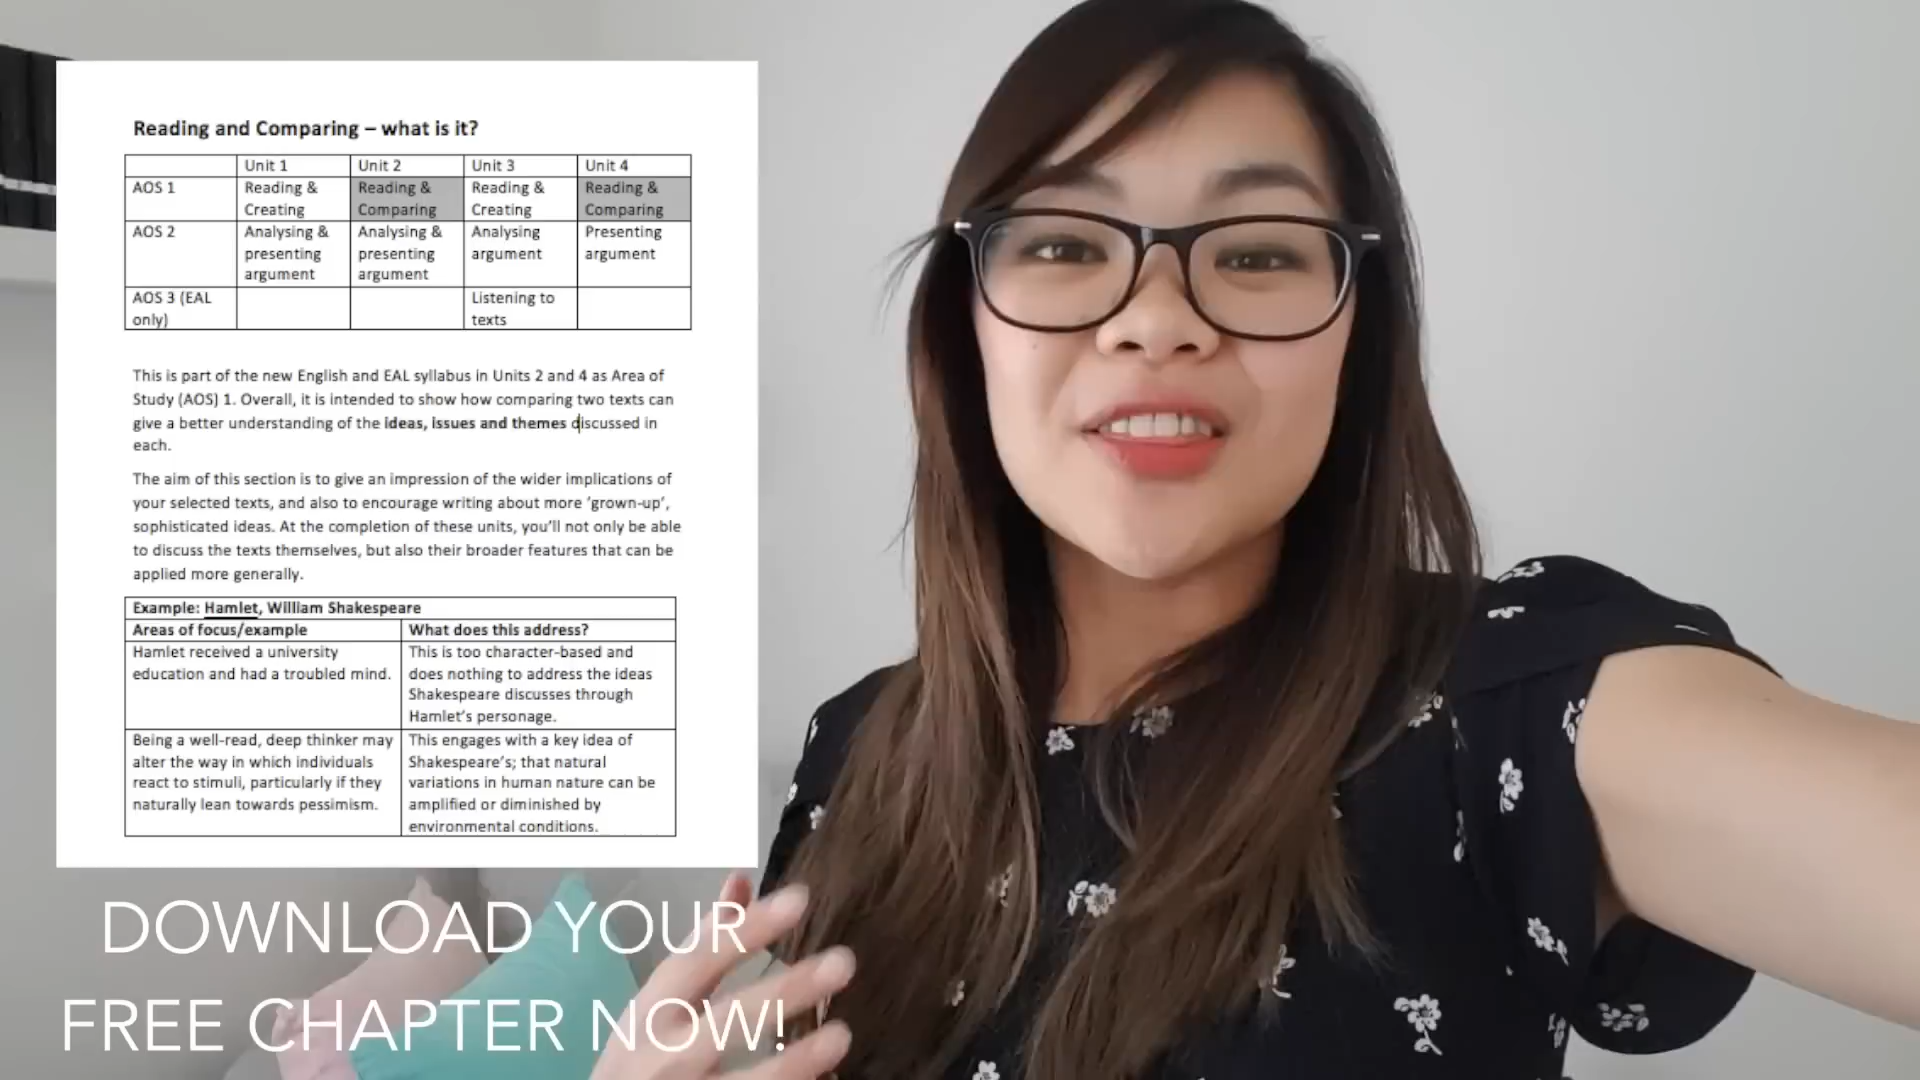 Reading and Comparing – what is it?
Unit 1 Unit 2 Unit 3 Unit 4
AOS 1 Reading & Reading & Reading & Reading &
Creating Comparing Creating Comparing
AOS 2 Analysing & Analysing & Analysing Presenting
presenting presenting argument argument
argument argument
AOS 3 (EAL Listening to
only) texts
This is part of the new English and EAL syllabus in Units 2 and 4 as Area of
Study (AOS) 1. Overall, it is intended to show how comparing two texts can
give a better understanding of the ideas, issues and themes discussed in
each.
The aim of this section is to give an impression of the wider implications of
your selected texts, and also to encourage writing about more ‘grown-up’,
sophisticated ideas. At the completion of these units, you’ll not only be able
to discuss the texts themselves, but also their broader features that can be
applied more generally.
Example: Hamlet, William Shakespeare
Areas of focus/example What does this address?
Hamlet received a university This is too character-based and
education and had a troubled mind. does nothing to address the ideas
Shakespeare discusses through
Hamlet’s personage.
Being a well-read, deep thinker may This engages with a key idea of
alter the way in which individuals Shakespeare’s; that natural
react to stimuli, particularly if they variations in human nature can be
naturally lean towards pessimism. amplified or diminished by
environmental conditions.
DOWNLOAD YOUR
FREE CHAPTER NOW!